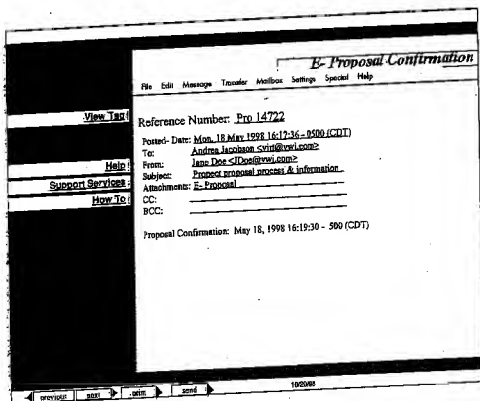 E- Proposal Confirmation
File Edit Message Transfer Mailbox Settings Special Help
View Tag
Reference Number: Pro 14722
Posted- Date: Mon, 18 May 1998 16:17:36 - 0500 (CDT)
To: Andrea Jacobson <virt@vwi.com>
From: Jane Doe <JDoe@vwi.com>
Help
Subject: Propect proposal process & information
Support Services
Attachments: E- Proposal
How To
CC:
BCC:
Proposal Confirmation: May 18, 1998 16:19:30 - 500 (CDT)
previous next print send 10/20/98